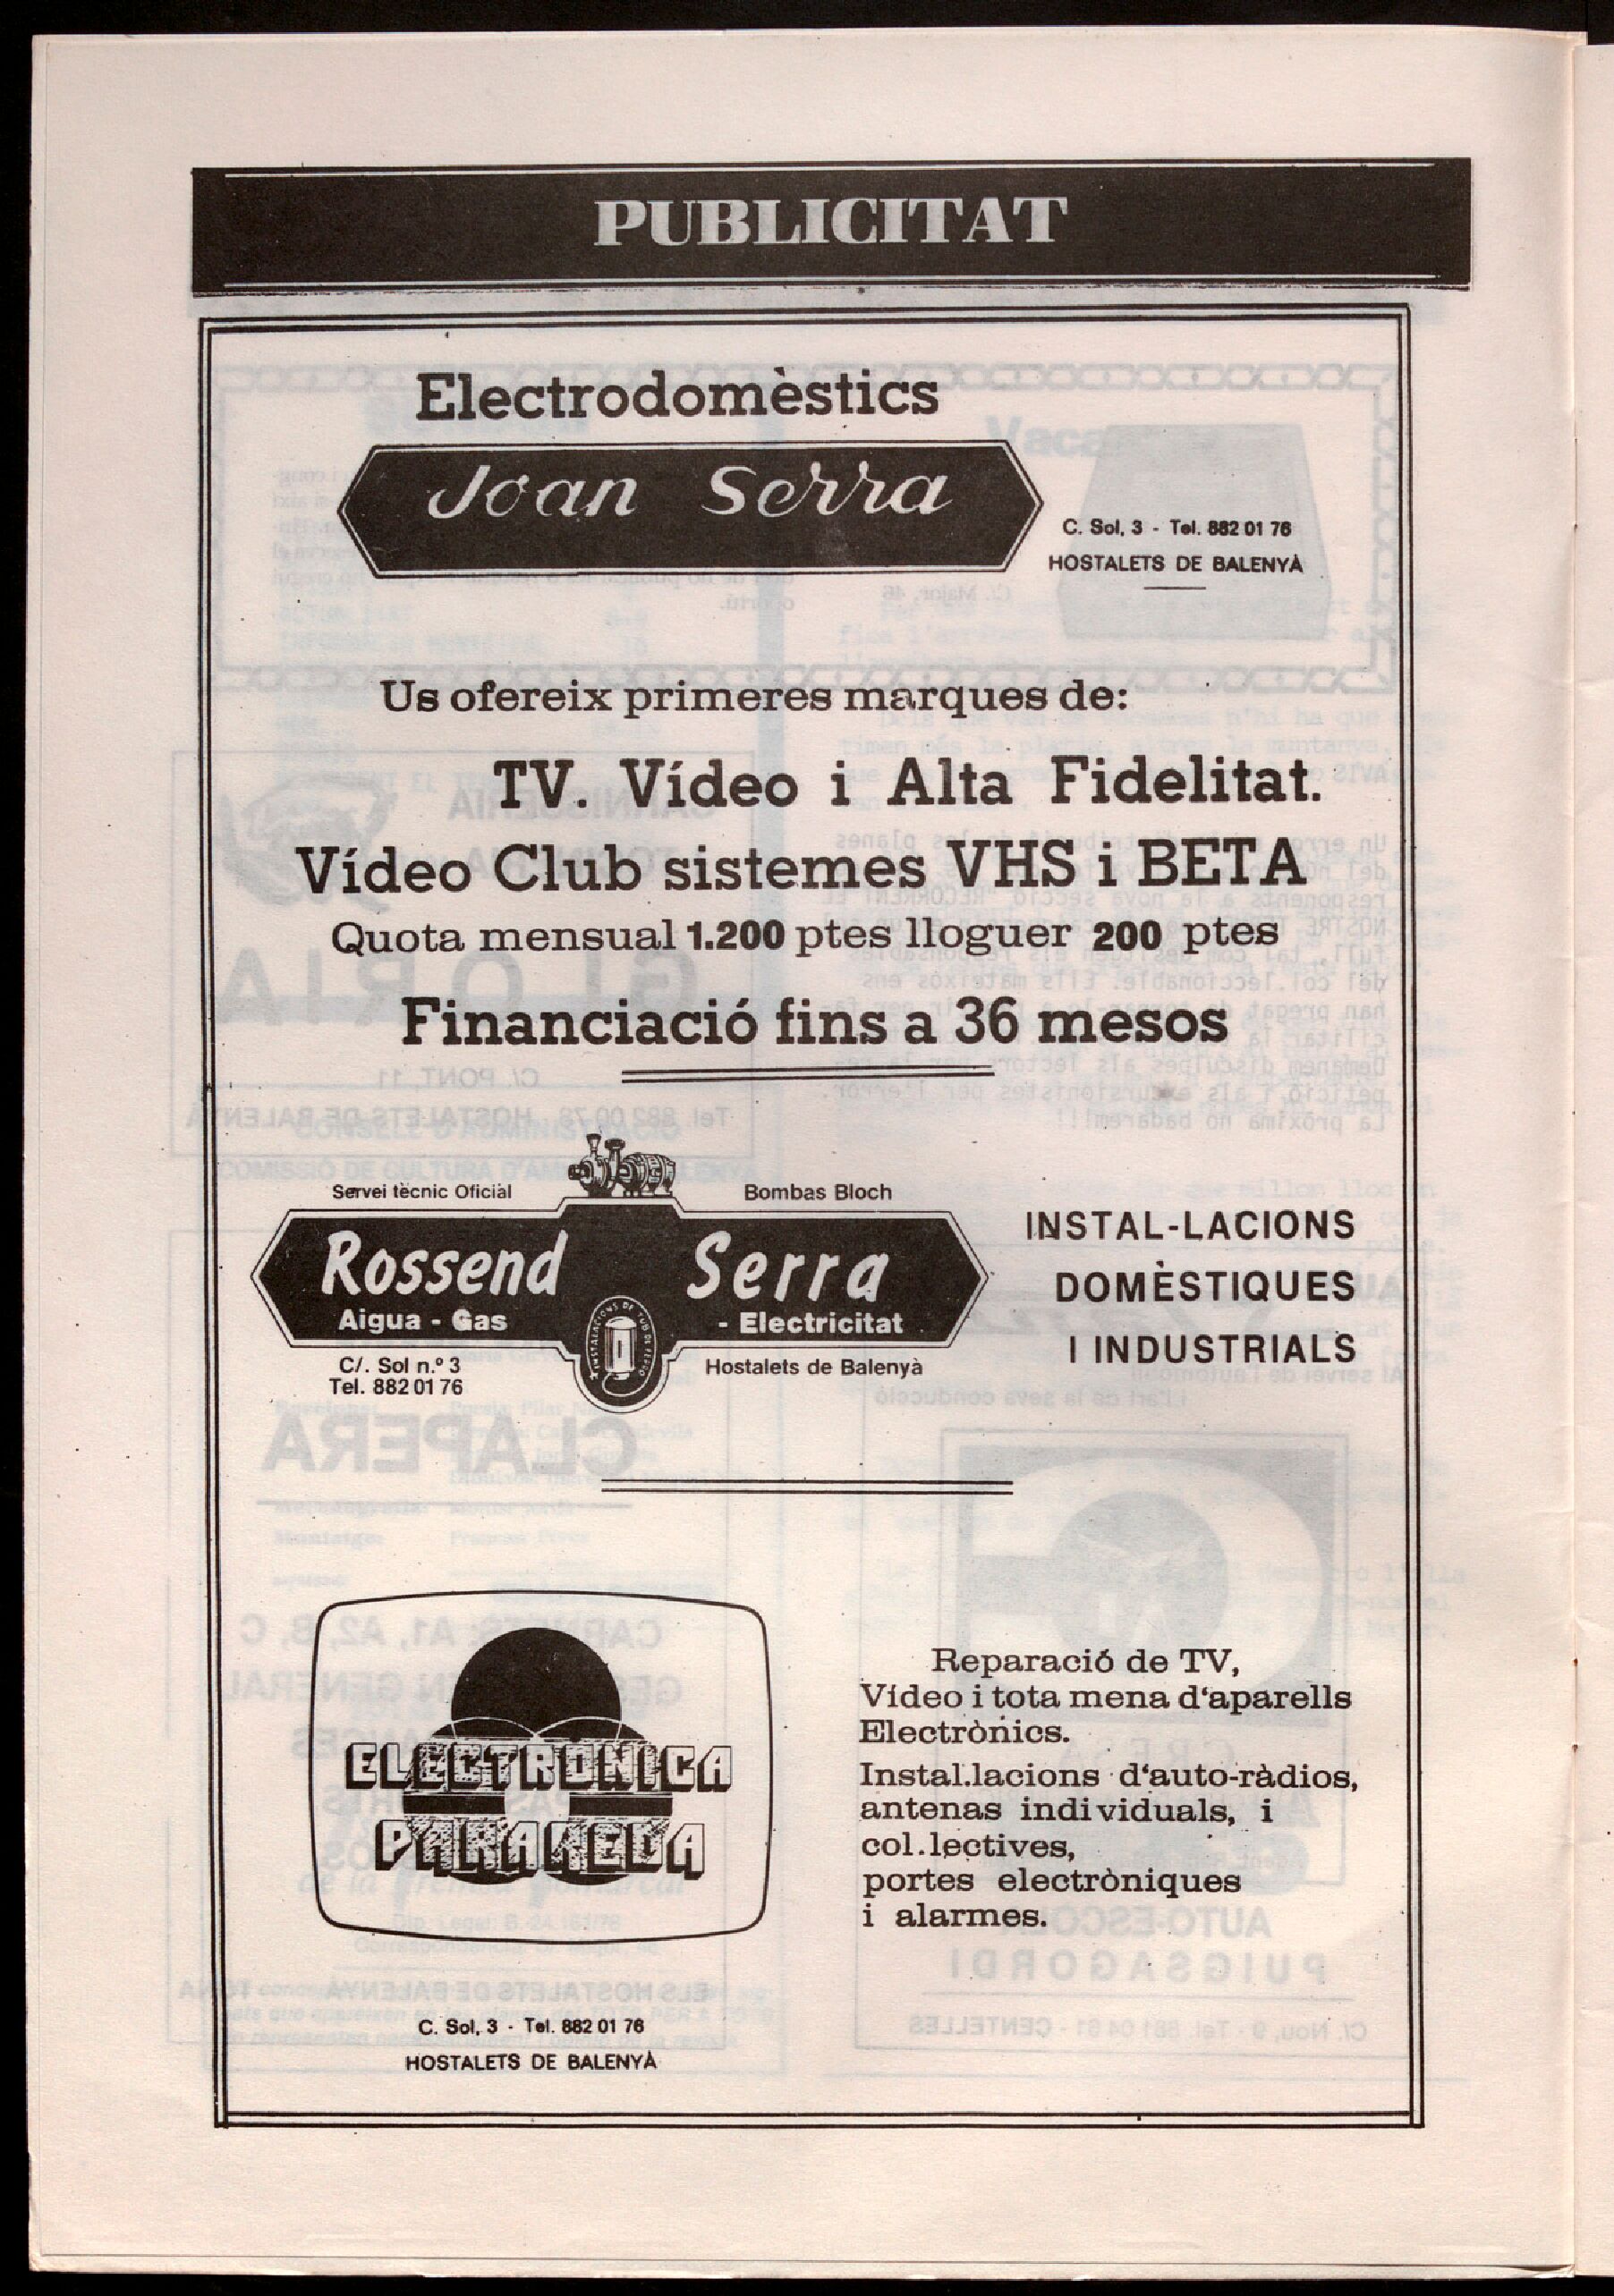 PUBLICITAT
Electrodomèstics
Joan Serra
C. Sol, 3 - Tel. 882 01 76
HOSTALETS DE BALENYÀ
Us ofereix primeres marques de:
TV. Vídeo i Alta Fidelitat.
Vídeo Club sistemes VHS i BETA
Quota mensual 1.200 ptes lloguer 200 ptes
Financiació fins a 36 mesos
Servei tècnic Oficial
Bombas Bloch
Rossend Serra
Aigua - Gas - Electricitat
C/. Sol n.º 3
Tel. 882 01 76
Hostalets de Balenyà
INSTAL-LACIONS
DOMÈSTIQUES
I INDUSTRIALS
ELECTRONICA
PARAREDA
Reparació de TV,
Vídeo i tota mena d'aparells
Electrònics.
Instal.lacions d'auto-ràdios,
antenas individuals, i
col.lectives,
portes electròniques
i alarmes.
C. Sol, 3 - Tel. 882 01 76
HOSTALETS DE BALENYÀ